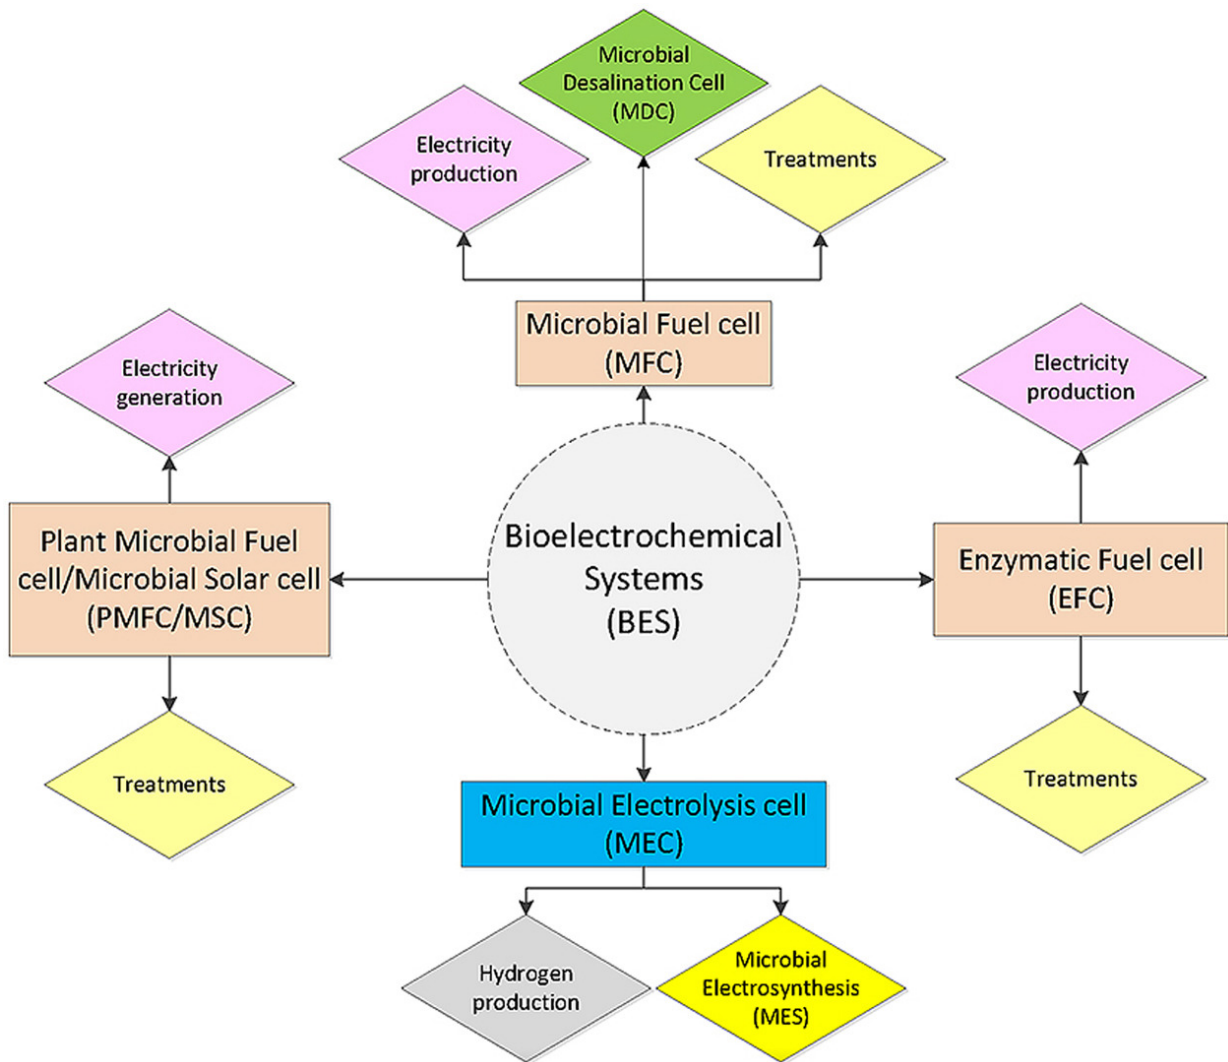 Microbial
Desalination Cell
(MDC)
Electricity
production
Treatments
Microbial Fuel cell
(MFC)
Electricity
generation
Electricity
production
Plant Microbial Fuel
cell/Microbial Solar cell
(PMFC/MSC)
Bioelectrochemical
Systems
(BES)
Enzymatic Fuel cell
(EFC)
Treatments
Treatments
Microbial Electrolysis cell
(MEC)
Hydrogen
production
Microbial
Electrosynthesis
(MES)